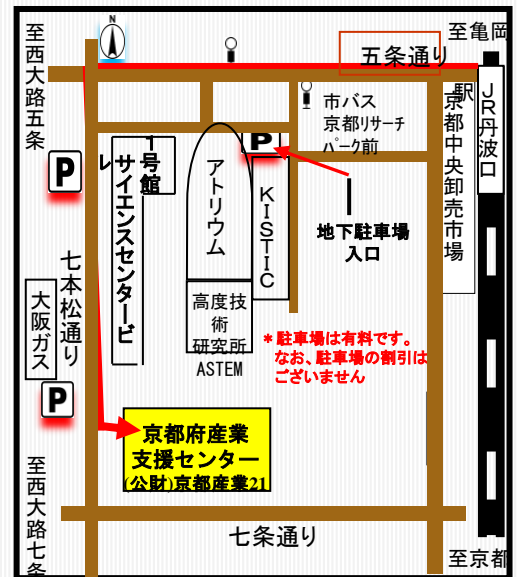 N
至亀岡
至西大路五条
五条通り
市バス
京都リサーチ
パーク前
JR丹波口
駅
京都中央卸売市場
P
P
1号館
サイエンスセンタービ
レ
アトリウム
KISTIC
地下駐車場
入口
七本松通り
大阪ガス
高度技
術
研究所
ASTEM
＊駐車場は有料です。
なお、駐車場の割引は
ございません
P
京都府産業
支援センター
(公財)京都産業21
至西大路七条
七条通り
至京都